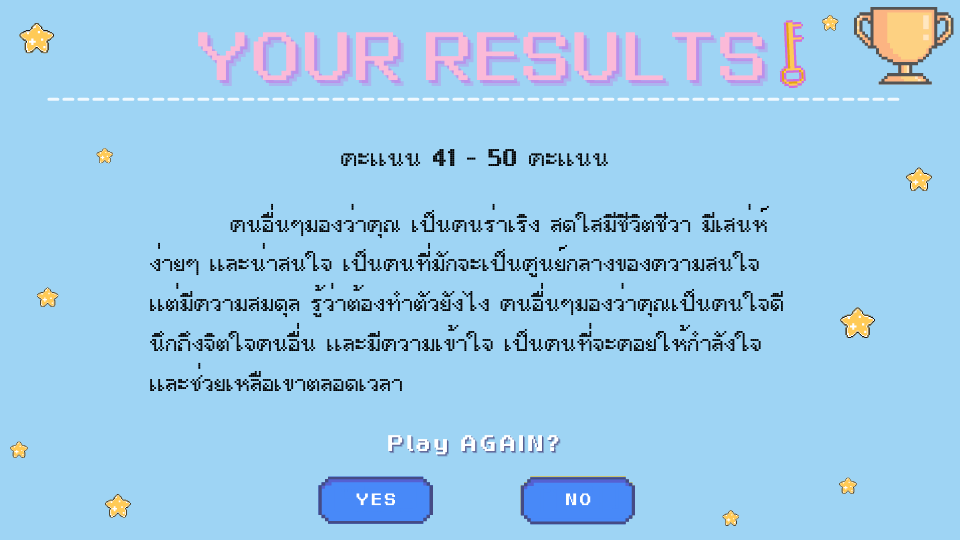 YOUR RESULTS
คะแนน 41 - 50 คะแนน
คนอื่นๆมองว่าคุณ เป็นคนร่าเริง สดใสมีชีวิตชีวา มีเสน่ห์
ง่ายๆ และน่าสนใจ เป็นคนที่มักจะเป็นศูนย์กลางของความสนใจ
แต่มีความสมดุล รู้ว่าต้องทำตัวยังไง คนอื่นๆมองว่าคุณเป็นคนใจดี
นึกถึงจิตใจคนอื่น และมีความเข้าใจ เป็นคนที่จะคอยให้กำลังใจ
และช่วยเหลือเขาตลอดเวลา
Play AGAIN?
YES
NO